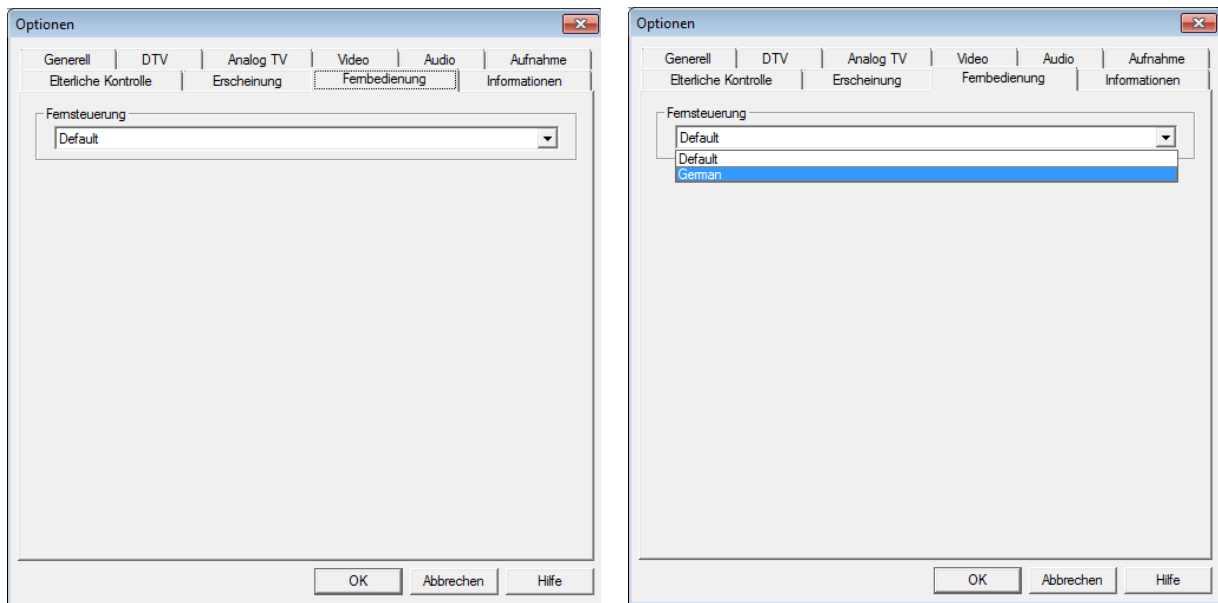 Optionen
Generell DTV Analog TV Video Audio Aufnahme
Elterliche Kontrolle Erscheinung Fernbedienung Informationen
Fernsteuerung
Default
OK Abbrechen Hilfe
Optionen
Generell DTV Analog TV Video Audio Aufnahme
Elterliche Kontrolle Erscheinung Fernbedienung Informationen
Fernsteuerung
Default
Default
German
OK Abbrechen Hilfe